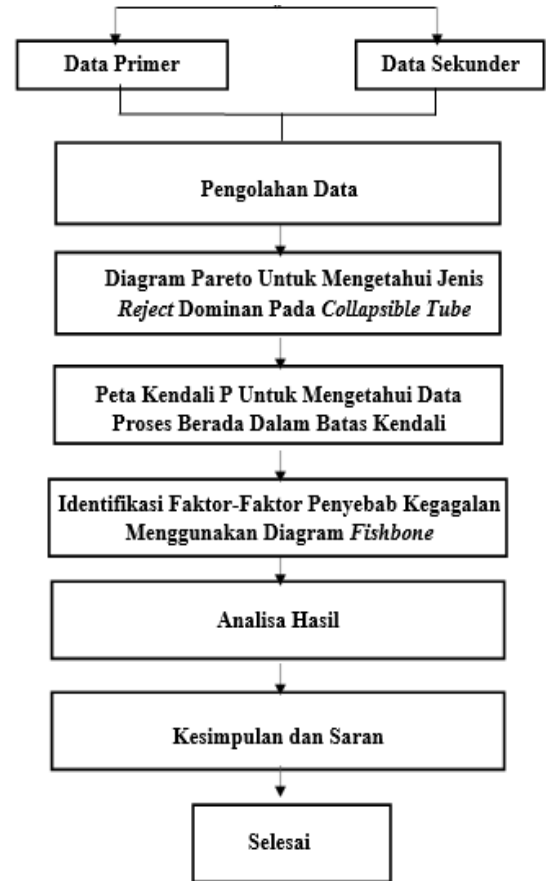 Data Primer
Data Sekunder
Pengolahan Data
Diagram Pareto Untuk Mengetahui Jenis
Reject Dominan Pada Collapsible Tube
Peta Kendali P Untuk Mengetahui Data
Proses Berada Dalam Batas Kendali
Identifikasi Faktor-Faktor Penyebab Kegagalan
Menggunakan Diagram Fishbone
Analisa Hasil
Kesimpulan dan Saran
Selesai